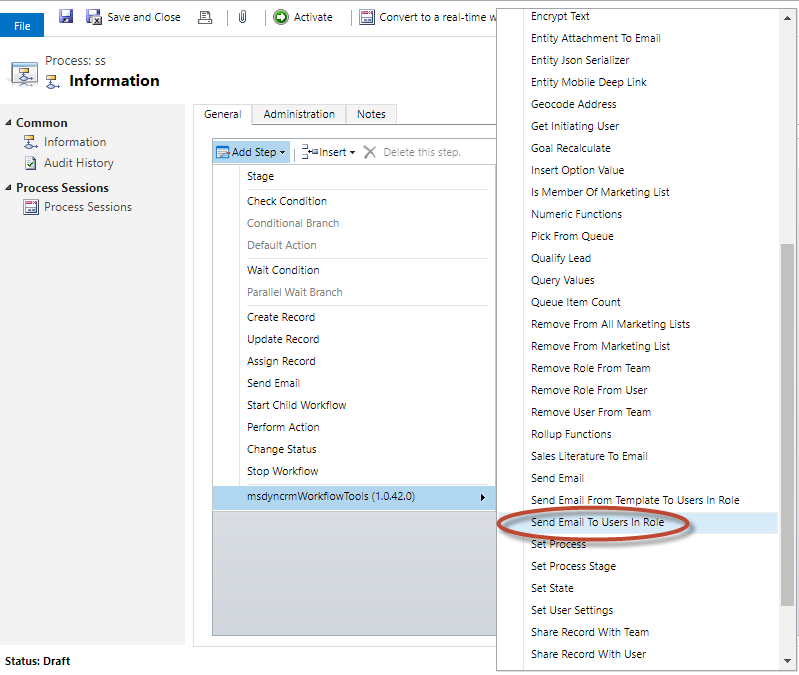 File
Save and Close
Activate
Convert to a real-time w
Process: ss
Information
Common
Information
Audit History
Process Sessions
Process Sessions
General
Administration
Notes
Add Step
Insert
Delete this step.
Stage
Check Condition
Conditional Branch
Default Action
Wait Condition
Parallel Wait Branch
Create Record
Update Record
Assign Record
Send Email
Start Child Workflow
Perform Action
Change Status
Stop Workflow
msdyncrmWorkflowTools (1.0.42.0)
Encrypt Text
Entity Attachment To Email
Entity Json Serializer
Entity Mobile Deep Link
Geocode Address
Get Initiating User
Goal Recalculate
Insert Option Value
Is Member Of Marketing List
Numeric Functions
Pick From Queue
Qualify Lead
Query Values
Queue Item Count
Remove From All Marketing Lists
Remove From Marketing List
Remove Role From Team
Remove Role From User
Remove User From Team
Rollup Functions
Sales Literature To Email
Send Email
Send Email From Template To Users In Role
Send Email To Users In Role
Set Process
Set Process Stage
Set State
Set User Settings
Share Record With Team
Share Record With User
Status: Draft